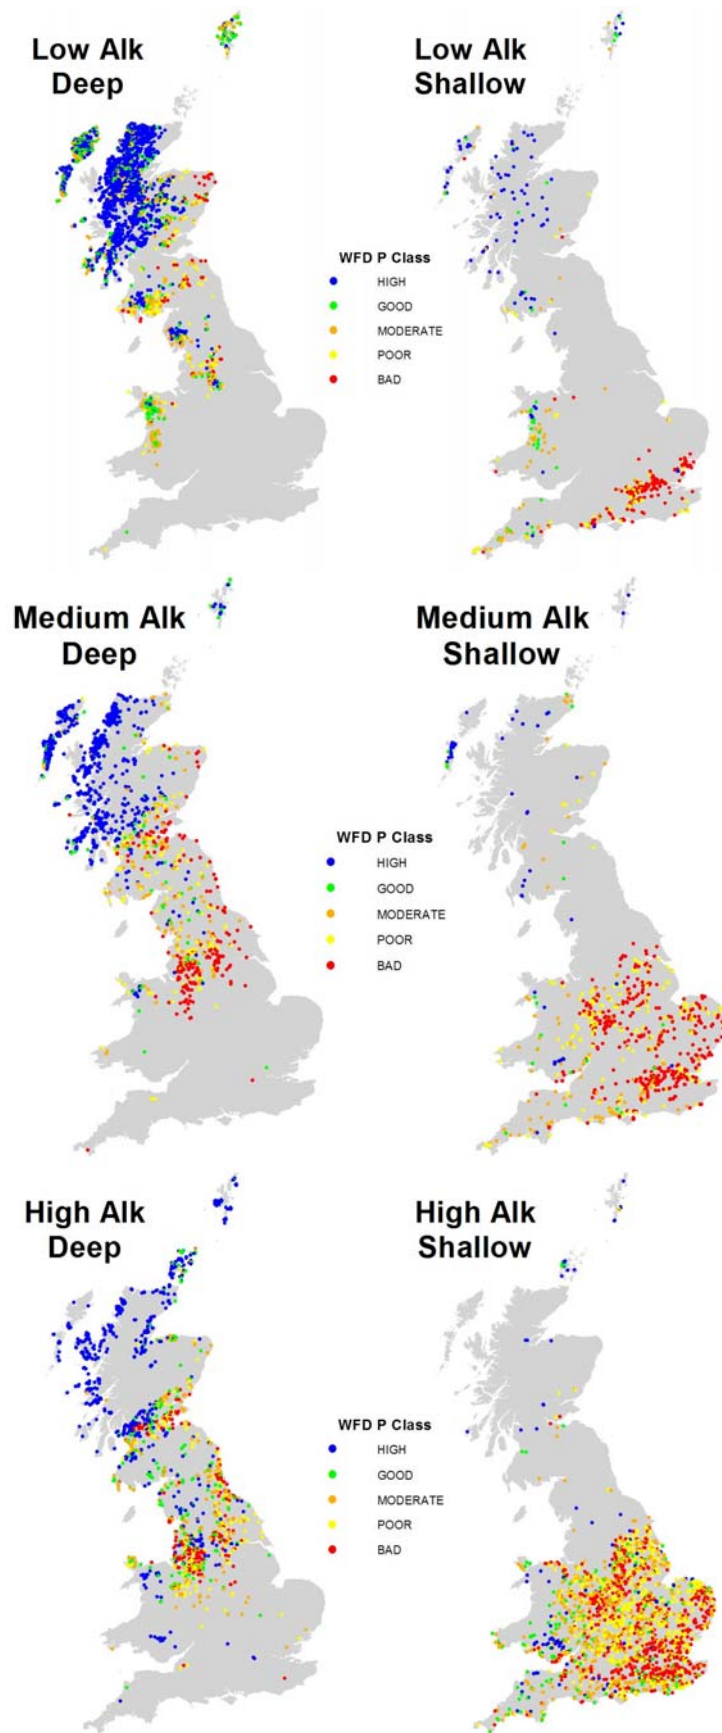 Low Alk
Deep
Low Alk
Shallow
WFD P Class
HIGH
GOOD
MODERATE
POOR
BAD
Medium Alk
Deep
Medium Alk
Shallow
WFD P Class
HIGH
GOOD
MODERATE
POOR
BAD
High Alk
Deep
High Alk
Shallow
WFD P Class
HIGH
GOOD
MODERATE
POOR
BAD